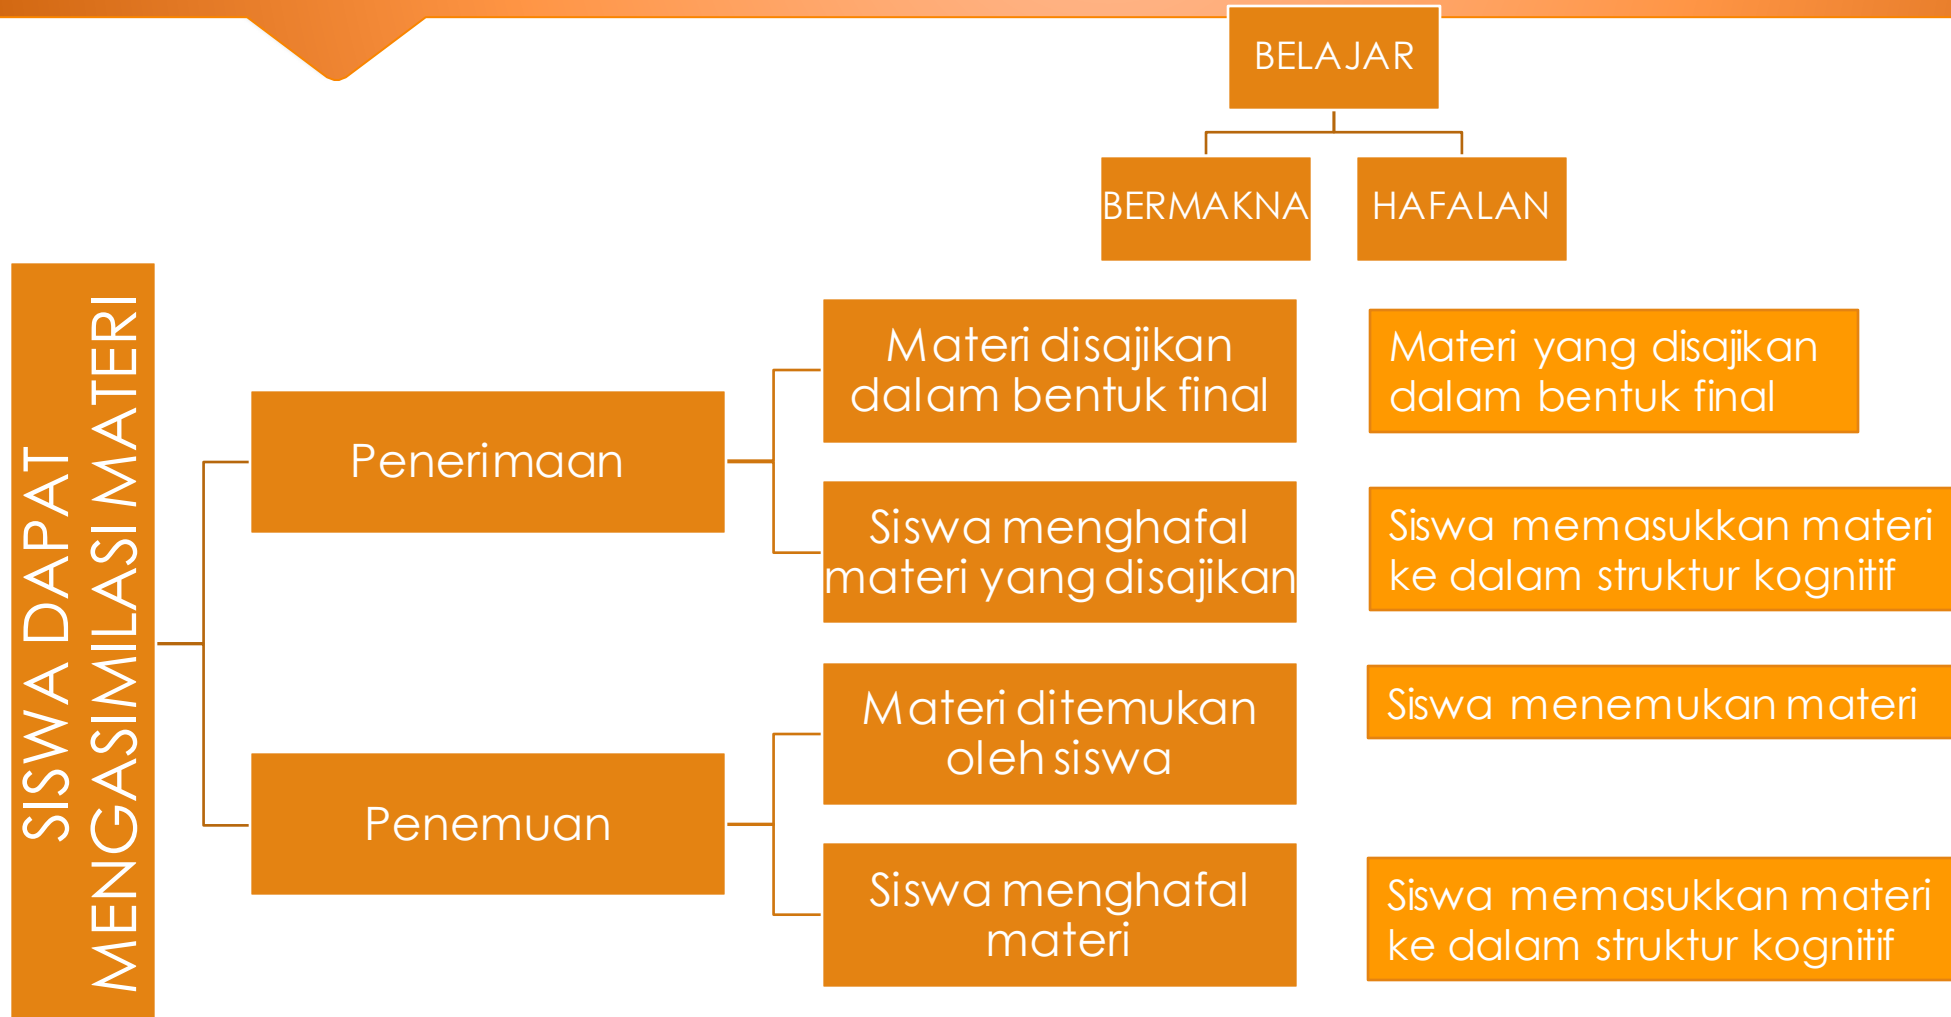 BELAJAR
BERMAKNA
HAFALAN
SISWA DAPAT
MENGASIMILASI MATERI
Penerimaan
Materi disajikan
dalam bentuk final
Materi yang disajikan
dalam bentuk final
Siswa menghafal
materi yang disajikan
Siswa memasukkan materi
ke dalam struktur kognitif
Penemuan
Materi ditemukan
oleh siswa
Siswa menemukan materi
Siswa menghafal
materi
Siswa memasukkan materi
ke dalam struktur kognitif